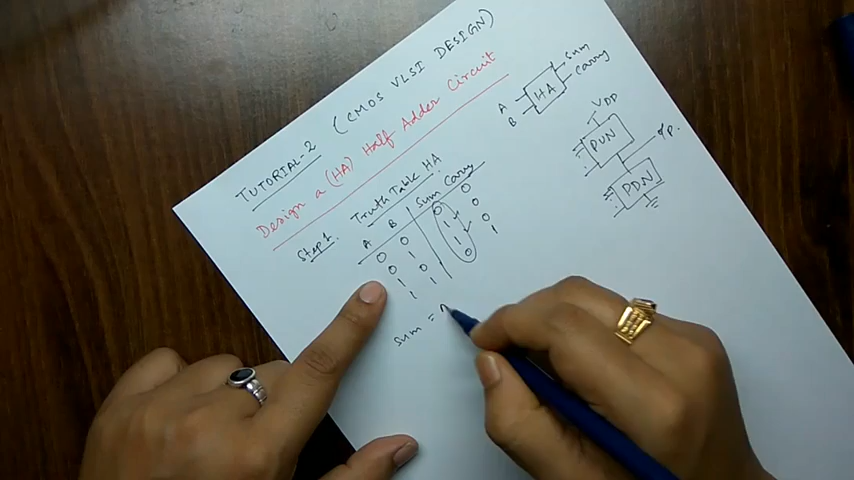 TUTORIAL-2 (CMOS VLSI DESIGN)
Design a (HA) Half Adder Circuit
A
B
HA
Sum
Carry
VDD
PUN
o/p.
PDN
Step 1. Truth Table HA
A B Sum Carry
0 0 0 0
0 1 1 0
1 0 1 0
1 1 0 1
Sum =